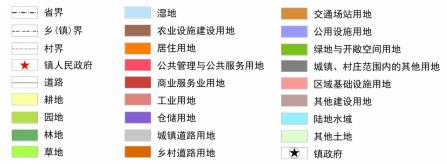 省界
乡(镇)界
村界
镇人民政府
道路
耕地
园地
林地
草地
湿地
农业设施建设用地
居住用地
公共管理与公共服务用地
商业服务业用地
工业用地
仓储用地
城镇道路用地
乡村道路用地
交通场站用地
公用设施用地
绿地与开敞空间用地
城镇、村庄范围内的其他用地
区域基础设施用地
其他建设用地
陆地水域
其他土地
镇政府